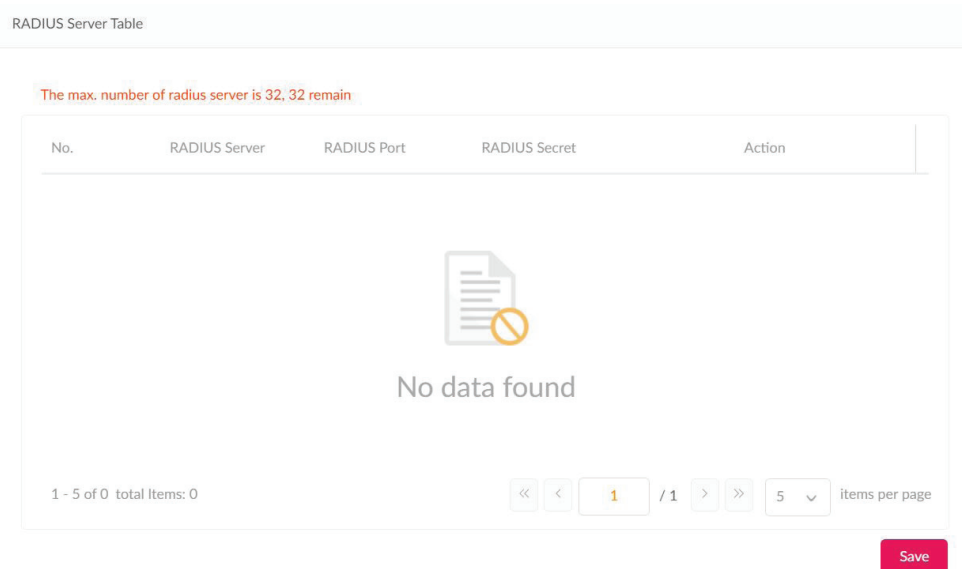 RADIUS Server Table
The max. number of radius server is 32, 32 remain
No. RADIUS Server RADIUS Port RADIUS Secret Action
No data found
1 - 5 of 0 total Items: 0 « < 1 / 1 > » 5 items per page
Save